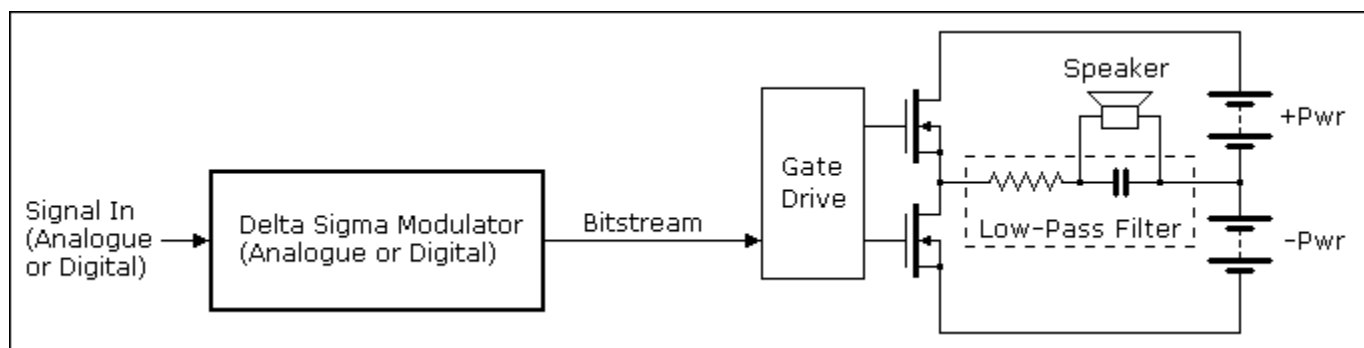 Signal In
(Analogue
or Digital)
Delta Sigma Modulator
(Analogue or Digital)
Bitstream
Gate
Drive
Speaker
Low-Pass Filter
+Pwr
-Pwr